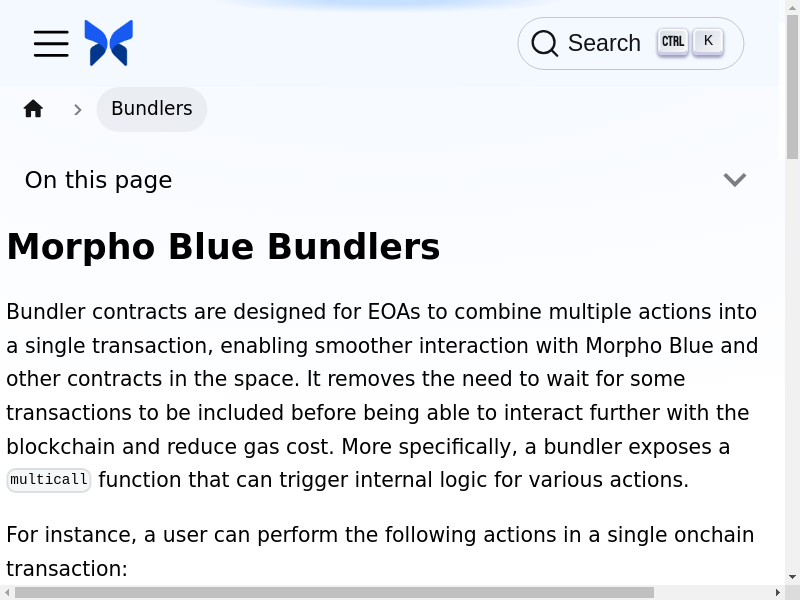 Search CTRL K
Bundlers
On this page
Morpho Blue Bundlers
Bundler contracts are designed for EOAs to combine multiple actions into
a single transaction, enabling smoother interaction with Morpho Blue and
other contracts in the space. It removes the need to wait for some
transactions to be included before being able to interact further with the
blockchain and reduce gas cost. More specifically, a bundler exposes a
multicall function that can trigger internal logic for various actions.
For instance, a user can perform the following actions in a single onchain
transaction: